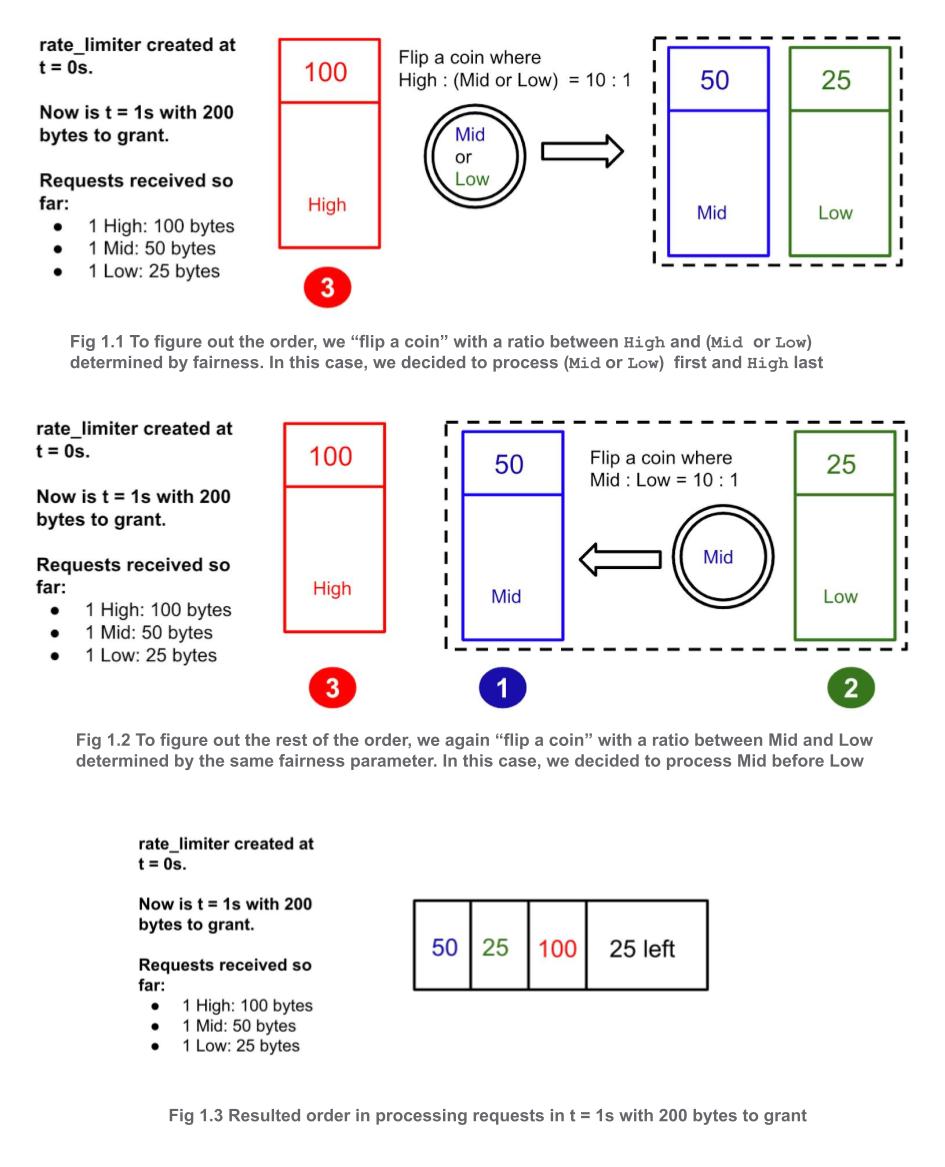 rate_limiter created at
t = 0s.
Now is t = 1s with 200
bytes to grant.
Requests received so
far:
● 1 High: 100 bytes
● 1 Mid: 50 bytes
● 1 Low: 25 bytes
100
High
3
Flip a coin where
High : (Mid or Low) = 10 : 1
Mid
or
Low
50
Mid
25
Low
Fig 1.1 To figure out the order, we “flip a coin” with a ratio between High and (Mid or Low)
determined by fairness. In this case, we decided to process (Mid or Low) first and High last
rate_limiter created at
t = 0s.
Now is t = 1s with 200
bytes to grant.
Requests received so
far:
● 1 High: 100 bytes
● 1 Mid: 50 bytes
● 1 Low: 25 bytes
100
High
3
50
Mid
1
Flip a coin where
Mid : Low = 10 : 1
Mid
25
Low
2
Fig 1.2 To figure out the rest of the order, we again “flip a coin” with a ratio between Mid and Low
determined by the same fairness parameter. In this case, we decided to process Mid before Low
rate_limiter created at
t = 0s.
Now is t = 1s with 200
bytes to grant.
Requests received so
far:
● 1 High: 100 bytes
● 1 Mid: 50 bytes
● 1 Low: 25 bytes
50 25 100 25 left
Fig 1.3 Resulted order in processing requests in t = 1s with 200 bytes to grant